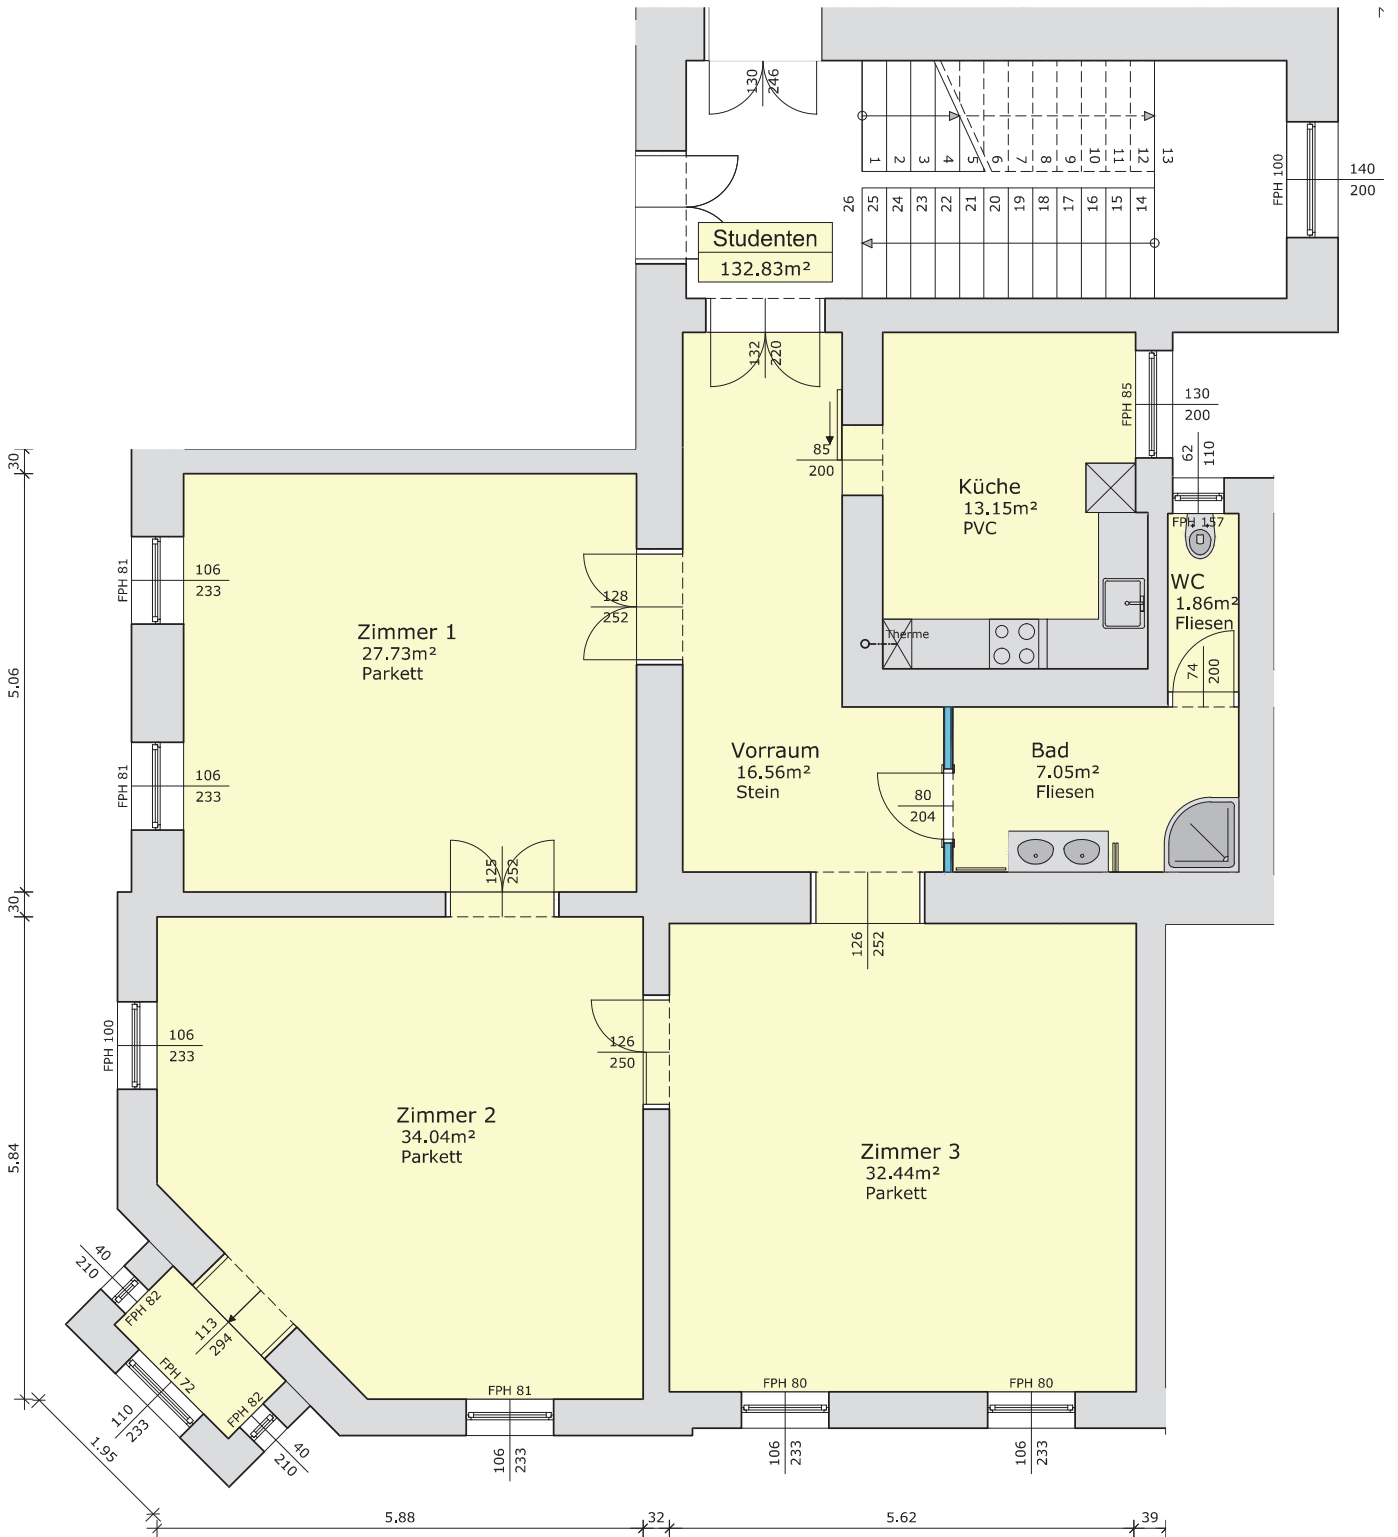 130
246
1
2
3
4
5
6
7
8
9
10
11
12
13
26
25
24
23
22
21
20
19
18
17
16
15
14
FPH 100
140
200
Studenten
132.83m²
132
220
FPH 85
130
200
62
110
FPH 157
85
200
Küche
13.15m²
PVC
WC
1.86m²
Fliesen
Therme
74
200
30
5.06
30
5.84
FPH 81
106
233
FPH 81
106
233
128
252
Zimmer 1
27.73m²
Parkett
Vorraum
16.56m²
Stein
Bad
7.05m²
Fliesen
80
204
125
252
126
252
FPH 100
106
233
126
250
Zimmer 2
34.04m²
Parkett
Zimmer 3
32.44m²
Parkett
40
210
FPH 82
113
294
FPH 72
110
233
FPH 82
40
210
1.95
FPH 81
106
233
FPH 80
106
233
FPH 80
106
233
5.88
32
5.62
39